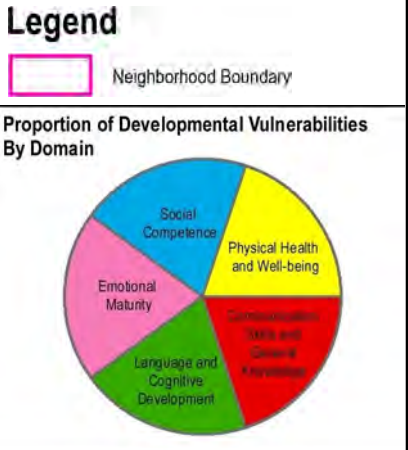 Legend
Neighborhood Boundary
Proportion of Developmental Vulnerabilities
By Domain
Social
Competence
Physical Health
and Well-being
Emotional
Maturity
Communication
Skills and
General
Knowledge
Language and
Cognitive
Development